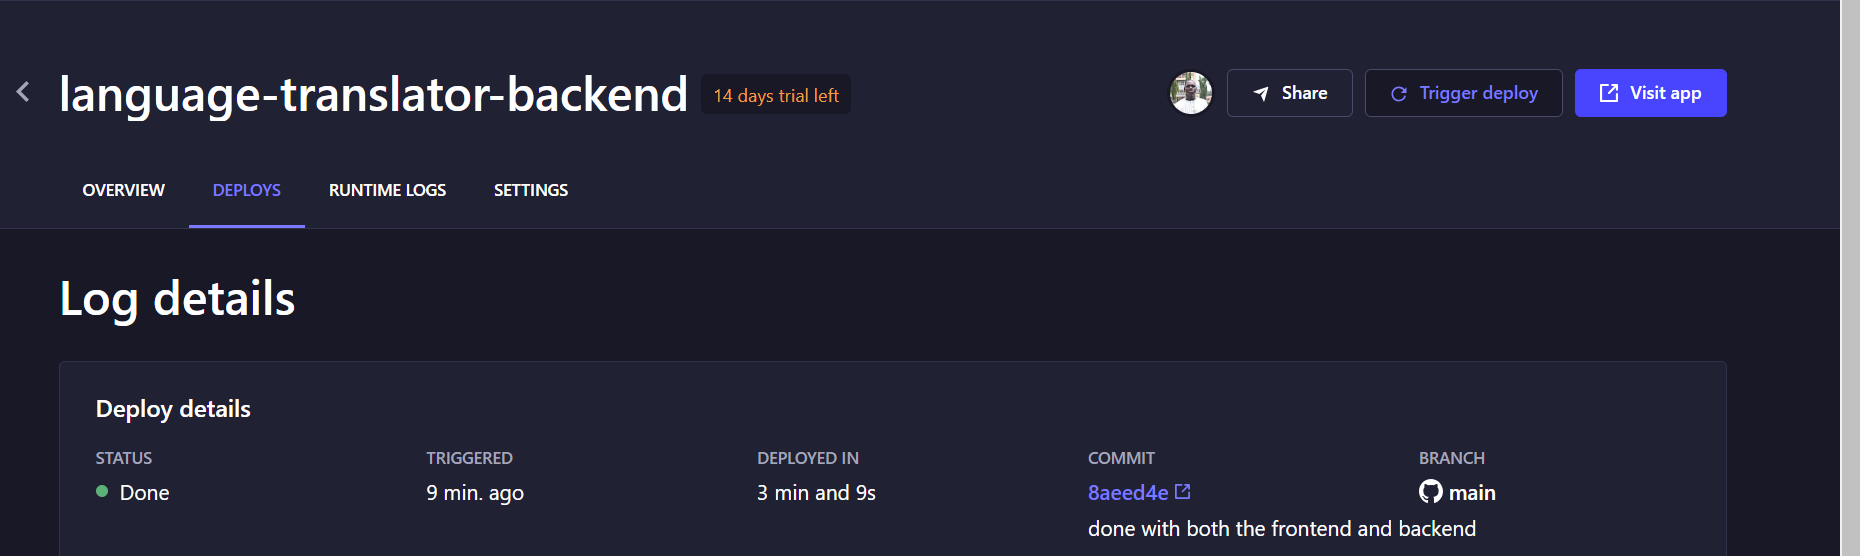 language-translator-backend 14 days trial left Share Trigger deploy Visit app
OVERVIEW DEPLOYS RUNTIME LOGS SETTINGS
Log details
Deploy details
STATUS TRIGGERED DEPLOYED IN COMMIT BRANCH
Done 9 min. ago 3 min and 9s 8aeed4e main
done with both the frontend and backend